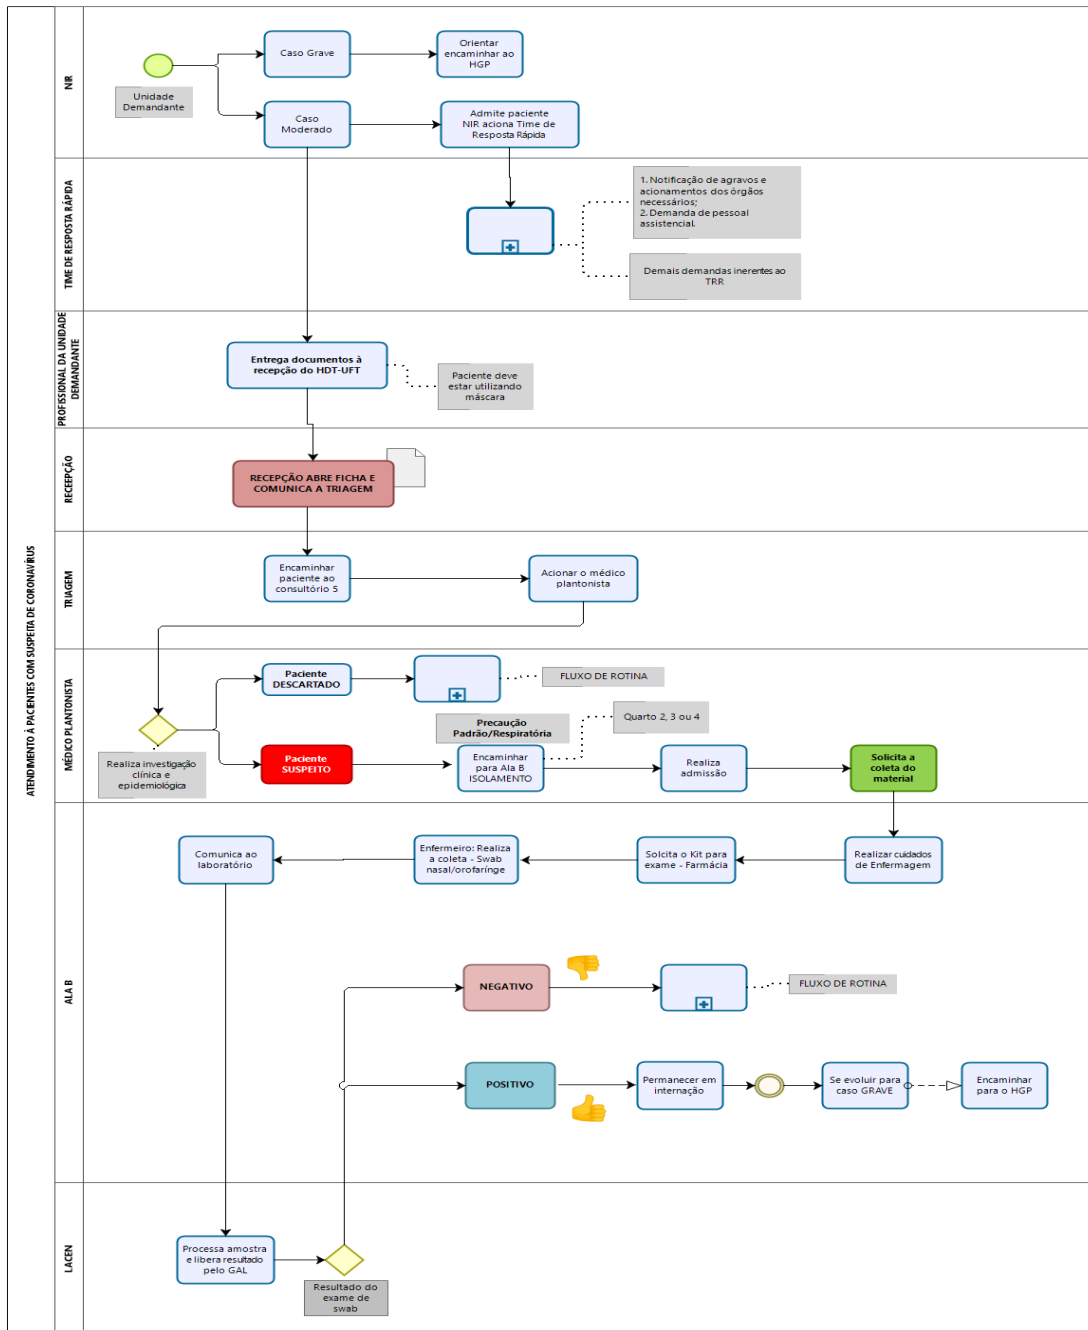 ATENDIMENTO À PACIENTES COM SUSPEITA DE CORONAVÍRUS
NIR
Unidade
Demandante
Caso Grave
Orientar
encaminhar ao
HGP
Caso
Moderado
Admite paciente
NIR aciona Time de
Resposta Rápida
TIME DE RESPOSTA RÁPIDA
1. Notificação de agravos e
acionamentos dos órgãos
necessários;
2. Demanda de pessoal
assistencial.
Demais demandas inerentes ao
TRR
PROFISSIONAL DA UNIDADE
DEMANDANTE
Entrega documentos à
recepção do HDT-UFT
Paciente deve
estar utilizando
máscara
RECEEPÇÃO
RECEPÇÃO ABRE FICHA E
COMUNICA A TRIAGEM
TRIAGEM
Encaminhar
paciente ao
consultório 5
Acionar o médico
plantonista
MÉDICO PLANTONISTA
Realiza investigação
clínica e
epidemiológica
Paciente
DESCARTADO
FLUXO DE ROTINA
Paciente
SUSPEITO
Precaução
Padrão/Respiratória
Quarto 2, 3 ou 4
Encaminhar
para Ala B
ISOLAMENTO
Realiza
admissão
Solicita a
coleta do
material
ALA B
Comunica ao
laboratório
Enfermeiro: Realiza
a coleta - Swab
nasal/orofarínge
Solcita o Kit para
exame - Farmácia
Realizar cuidados
de Enfermagem
NEGATIVO
FLUXO DE ROTINA
POSITIVO
Permanecer em
internação
Se evoluir para
caso GRAVE
Encaminhar
para o HGP
LACEN
Processa amostra
e libera resultado
pelo GAL
Resultado do
exame de
swab